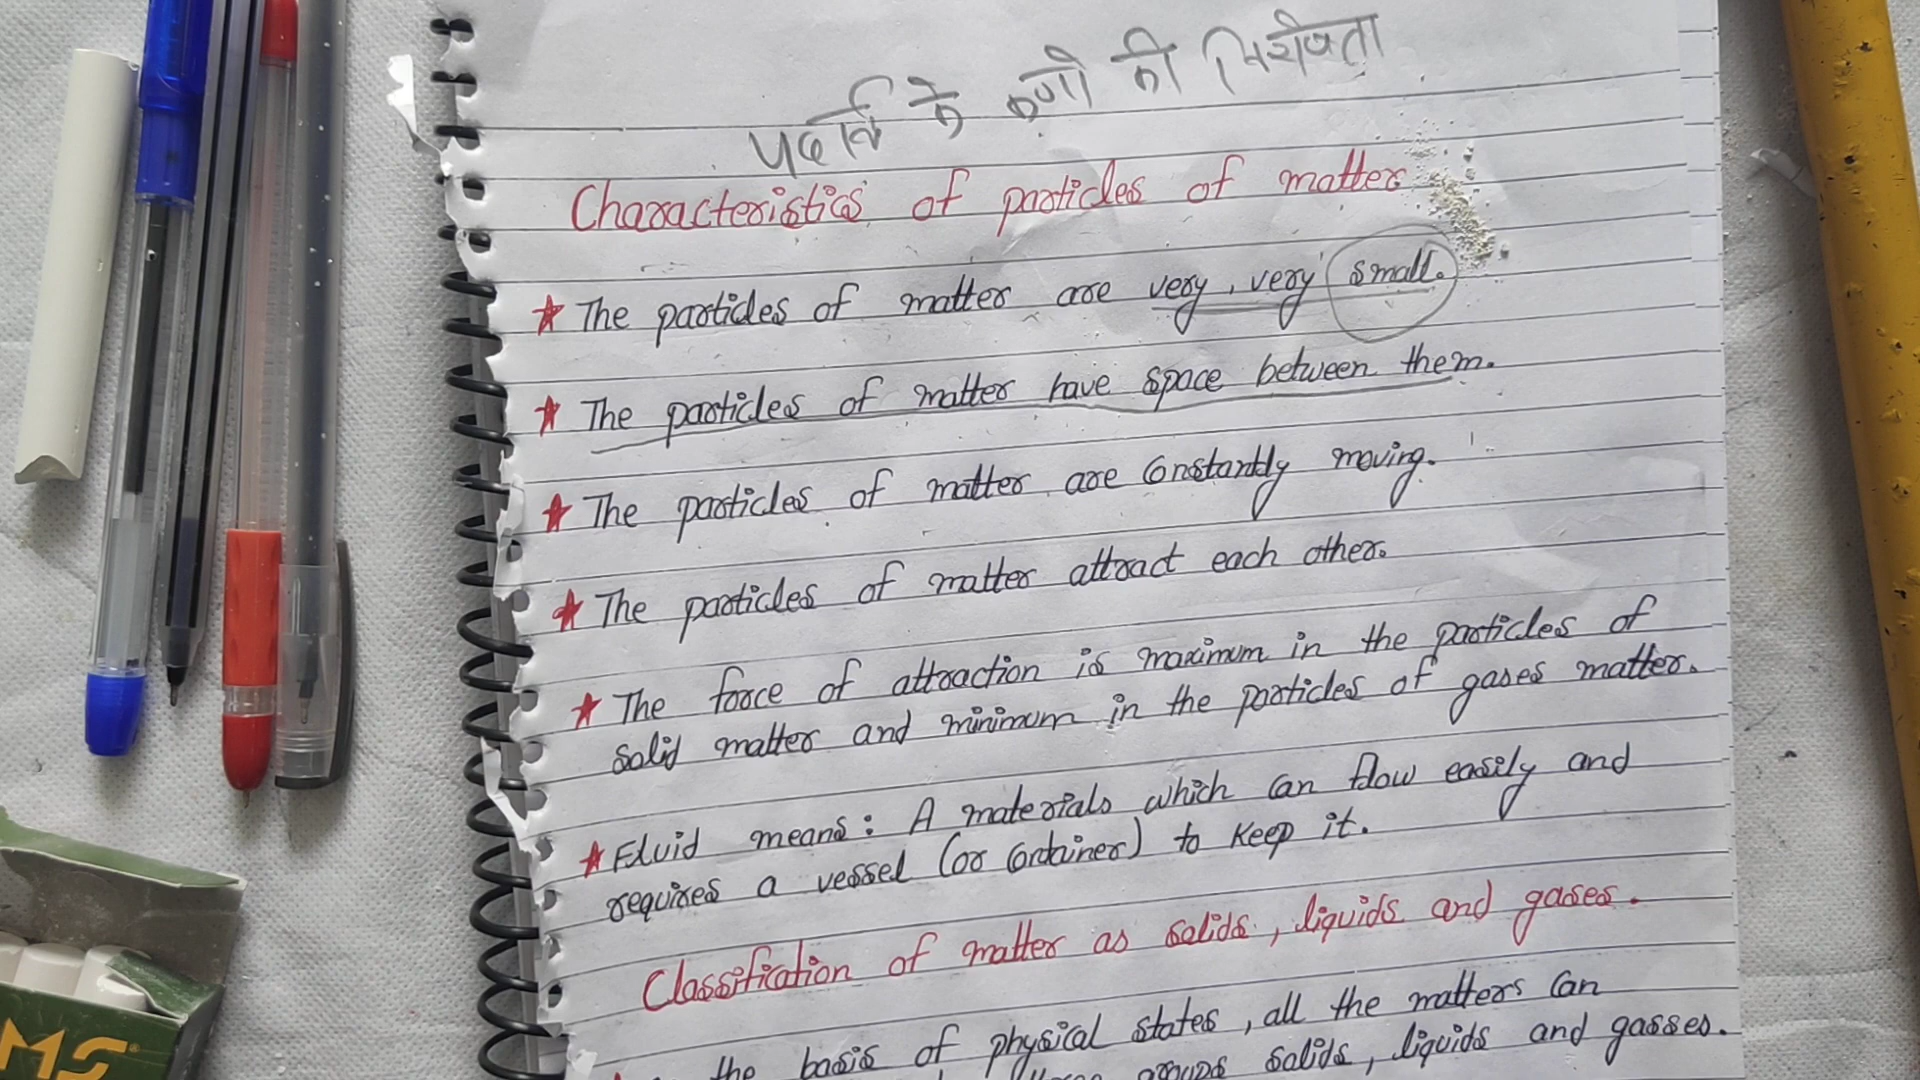 पदार्थ के कणो की विशेषता
Characteristics of particles of matter
★ The particles of matter are very, very small.
★ The particles of matter have space between them.
★ The particles of matter are constantly moving.
★ The particles of matter attract each other.
★ The force of attraction is maximum in the particles of
solid matter and minimum in the particles of gases matter.
★ Fluid means: A materials which can flow easily and
requires a vessel (or container) to keep it.
Classification of matter as solids, liquids and gases.
the basis of physical states, all the matters can
groups solids, liquids and gasses.
MS